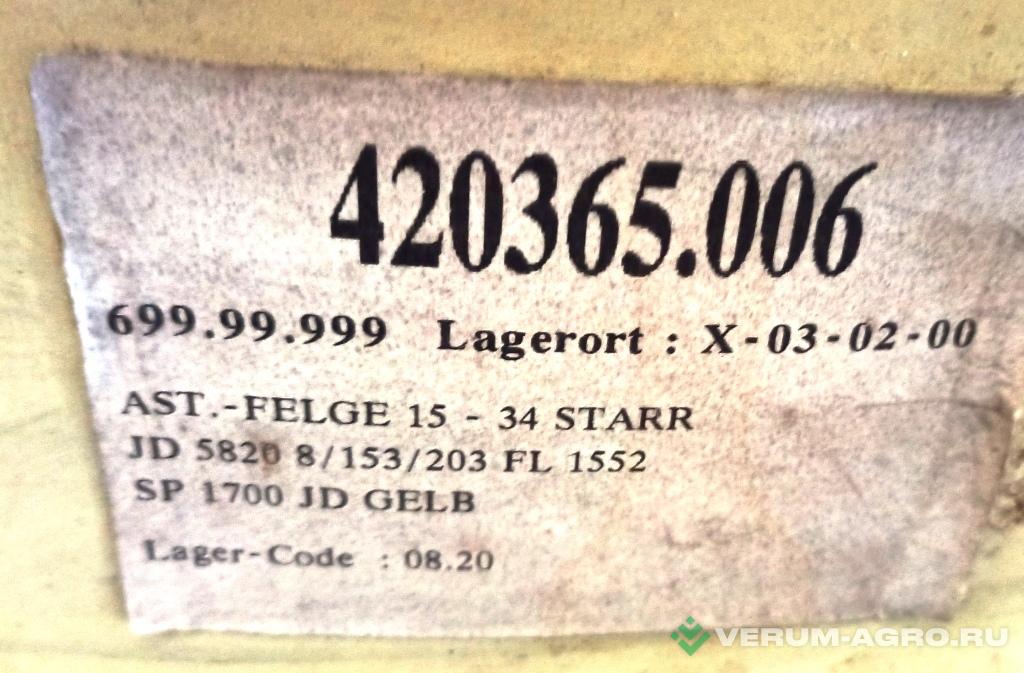 420365.006
699.99.999 Lagerort : X-03-02-00
AST.-FELGE 15 - 34 STARR
JD 5820 8/153/203 FL 1552
SP 1700 JD GELB
Lager-Code : 08.20
VERUM-AGRO.RU